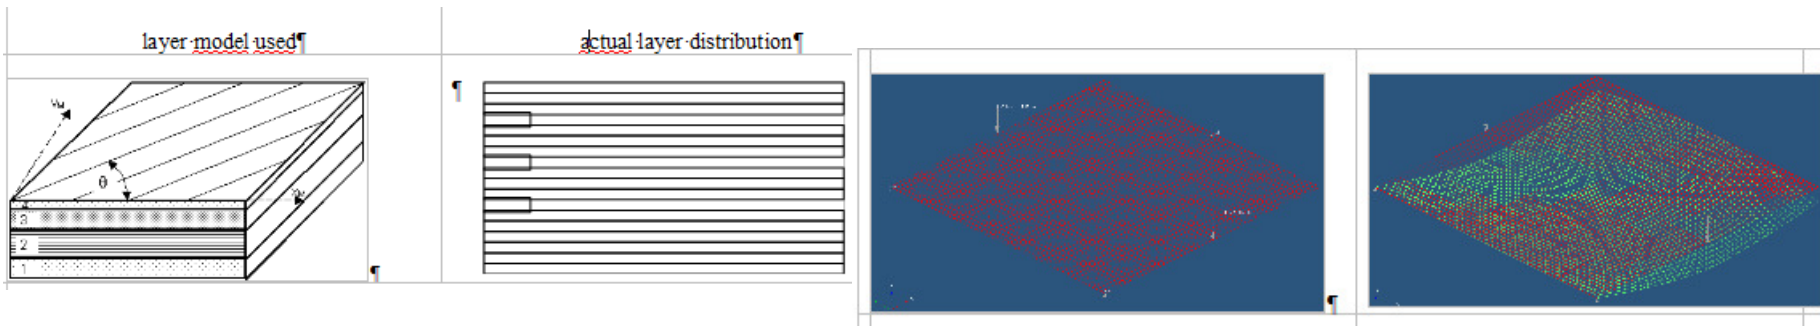 layer model used¶
actual layer distribution¶
¶
θ
3
2
1
¶
¶